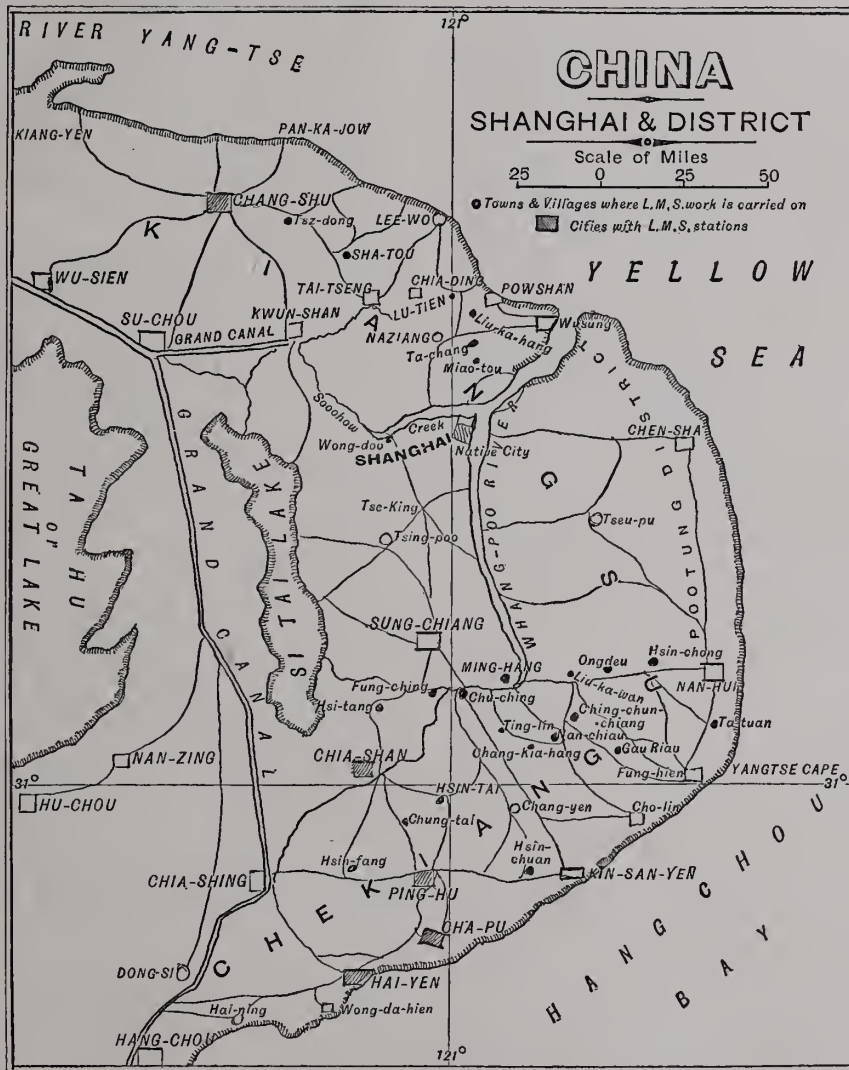 RIVER YANG-TSE
121°
CHINA
SHANGHAI & DISTRICT
Scale of Miles
25 0 25 50
Towns & Villages where L.M.S. work is carried on
Cities with L.M.S. stations
KIANG-YEN
PAN-KA-JOW
CHANG-SHU
Tsz-dong
LEE-WO
SHA-TOU
WU-SIEN
TAI-TSENG
CHIA-DING
LU-TIEN
POWSHAN
YELLOW
SEA
SU-CHOU
KWUN-SHAN
GRAND CANAL
NAZIANG
Liu-ka-hang
Wusung
Ta-chang
Miao-tou
KIANG SU
Soochow
Creek
Wong-doo
SHANGHAI
Native City
WHANG-POO RIVER
POOTUNG DISTRICT
CHEN-SHA
TA HU
or
GREAT LAKE
GRAND CANAL
SI TAI LAKE
Tse-King
Tsing-poo
Tseu-pu
SUNG-CHIANG
MING-HANG
Ongdeu
Hsin-chong
Liu-ka-wan
NAN-HUI
Fung-ching
Chu-ching
Hsi-tang
Ching-chun-
chiang
Ta-tuan
Ting-lin
Van-chiau
Gau Riau
Chang-Kia-hang
Fung-hien
YANGTSE CAPE
NAN-ZING
CHIA-SHAN
31°
31°
HU-CHOU
HSIN-TAI
Chang-yen
Cho-lin
Chung-tai
Hsin-fang
Hsin-
chuan
CHIA-SHING
PING-HU
KIN-SAN-YEN
CHEKIANG
CHA-PU
DONG-SI
HAI-YEN
Hai-ning
Wong-da-hien
HANG-CHOU
HANGCHOU
BAY
121°